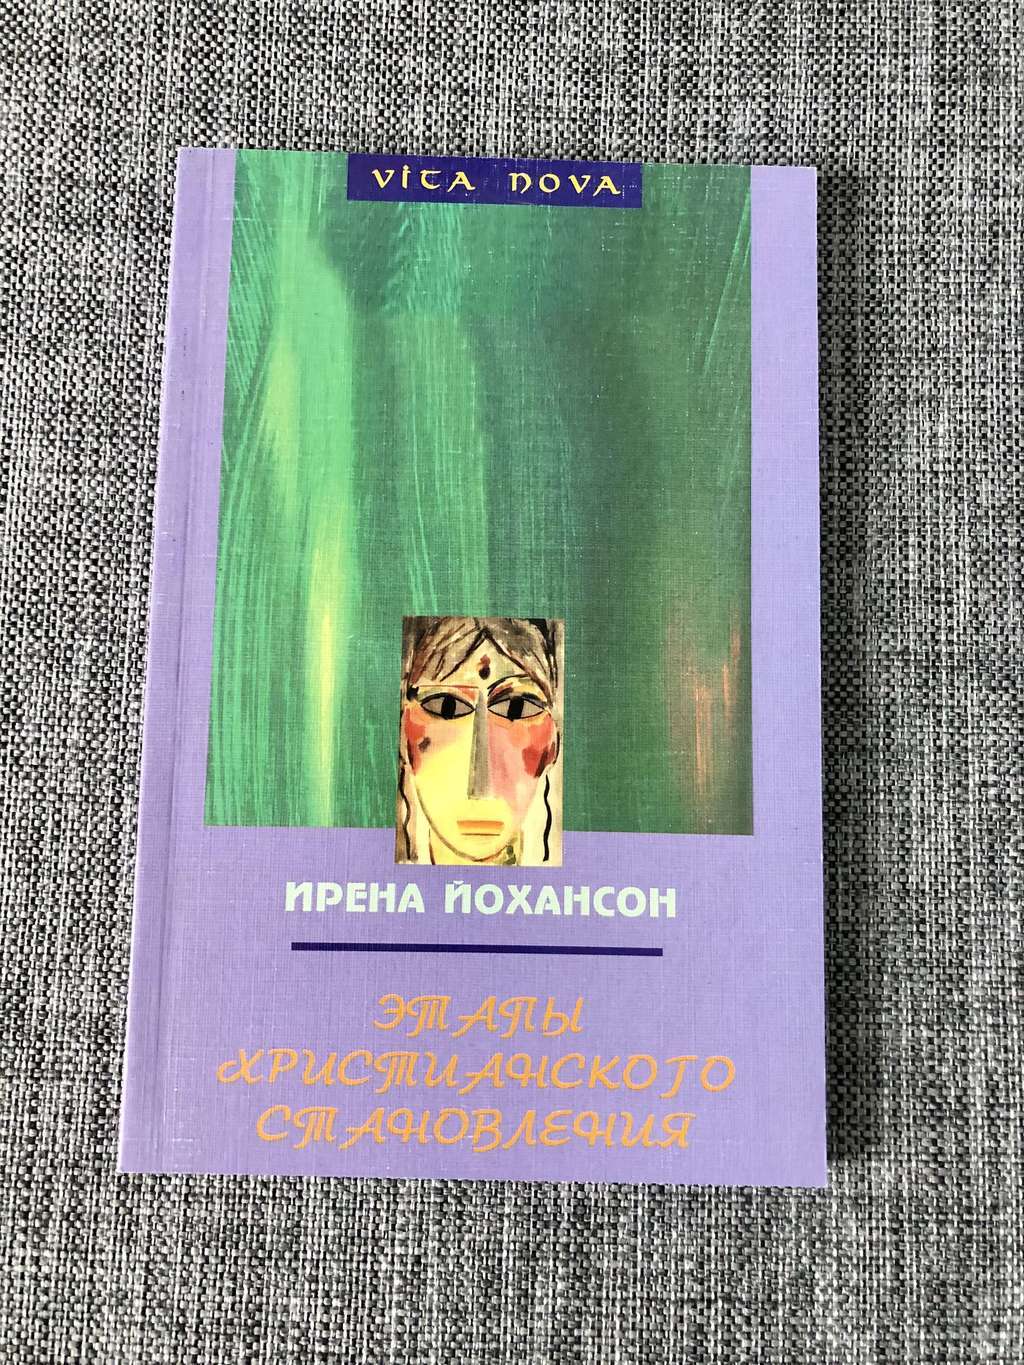 Vita Nova
ИРЕНА ЙОХАНСОН
ЭТАПЫ
ХРИСТИАНСКОГО
СТАНОВЛЕНИЯ